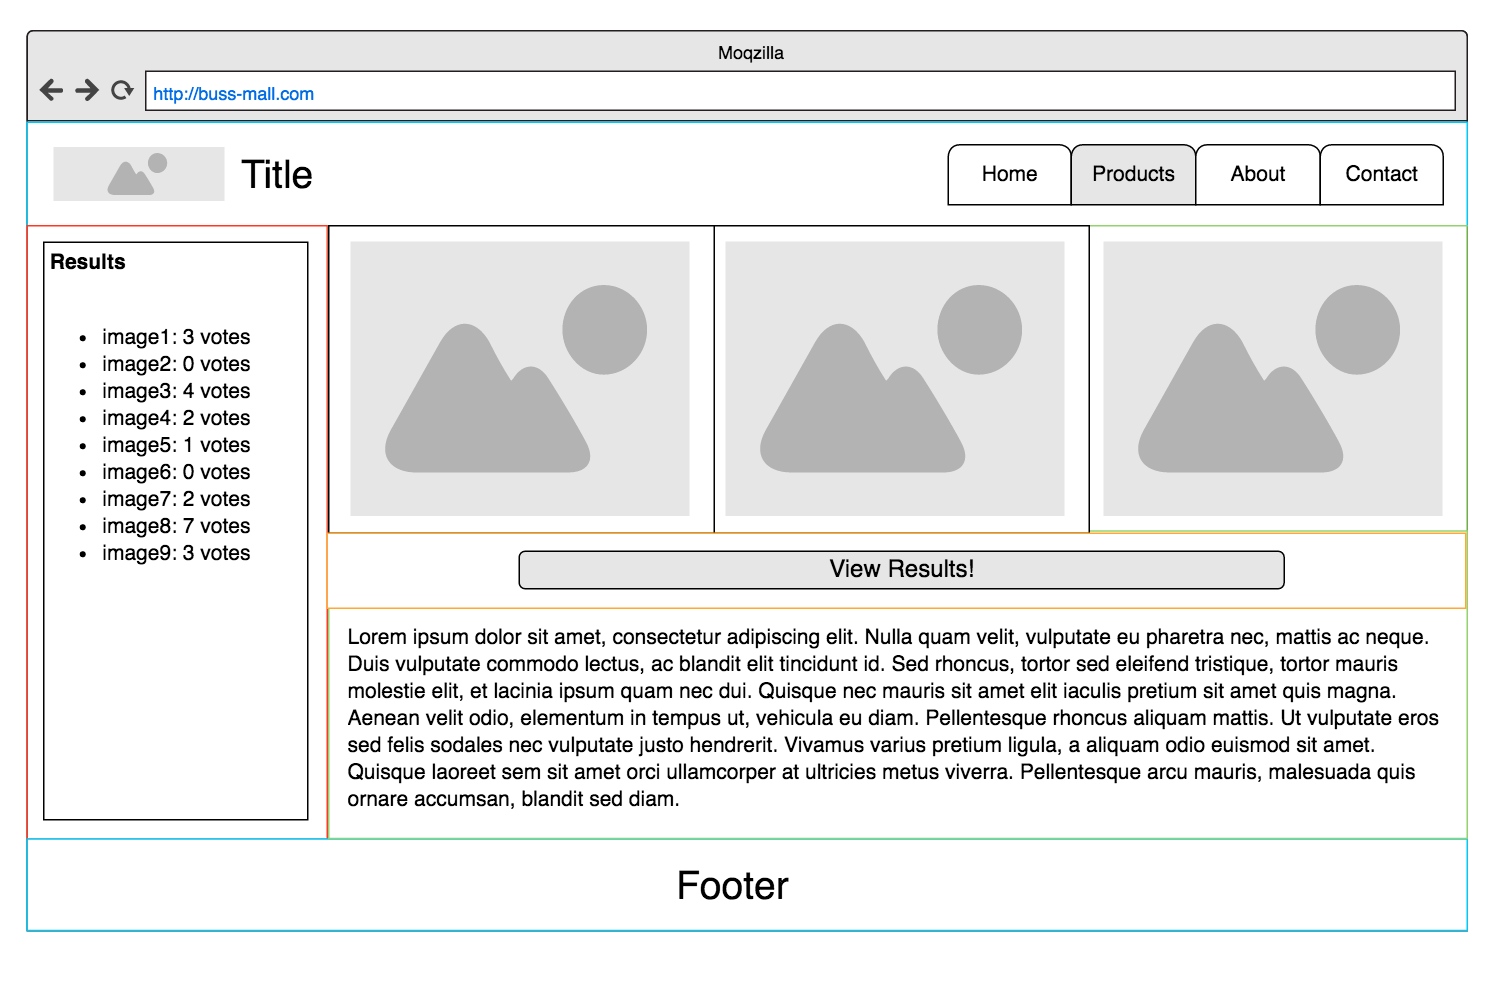 Moqzilla
http://buss-mall.com
Title
Home
Products
About
Contact
Results
• image1: 3 votes
• image2: 0 votes
• image3: 4 votes
• image4: 2 votes
• image5: 1 votes
• image6: 0 votes
• image7: 2 votes
• image8: 7 votes
• image9: 3 votes
View Results!
Lorem ipsum dolor sit amet, consectetur adipiscing elit. Nulla quam velit, vulputate eu pharetra nec, mattis ac neque.
Duis vulputate commodo lectus, ac blandit elit tincidunt id. Sed rhoncus, tortor sed eleifend tristique, tortor mauris
molestie elit, et lacinia ipsum quam nec dui. Quisque nec mauris sit amet elit iaculis pretium sit amet quis magna.
Aenean velit odio, elementum in tempus ut, vehicula eu diam. Pellentesque rhoncus aliquam mattis. Ut vulputate eros
sed felis sodales nec vulputate justo hendrerit. Vivamus varius pretium ligula, a aliquam odio euismod sit amet.
Quisque laoreet sem sit amet orci ullamcorper at ultricies metus viverra. Pellentesque arcu mauris, malesuada quis
ornare accumsan, blandit sed diam.
Footer